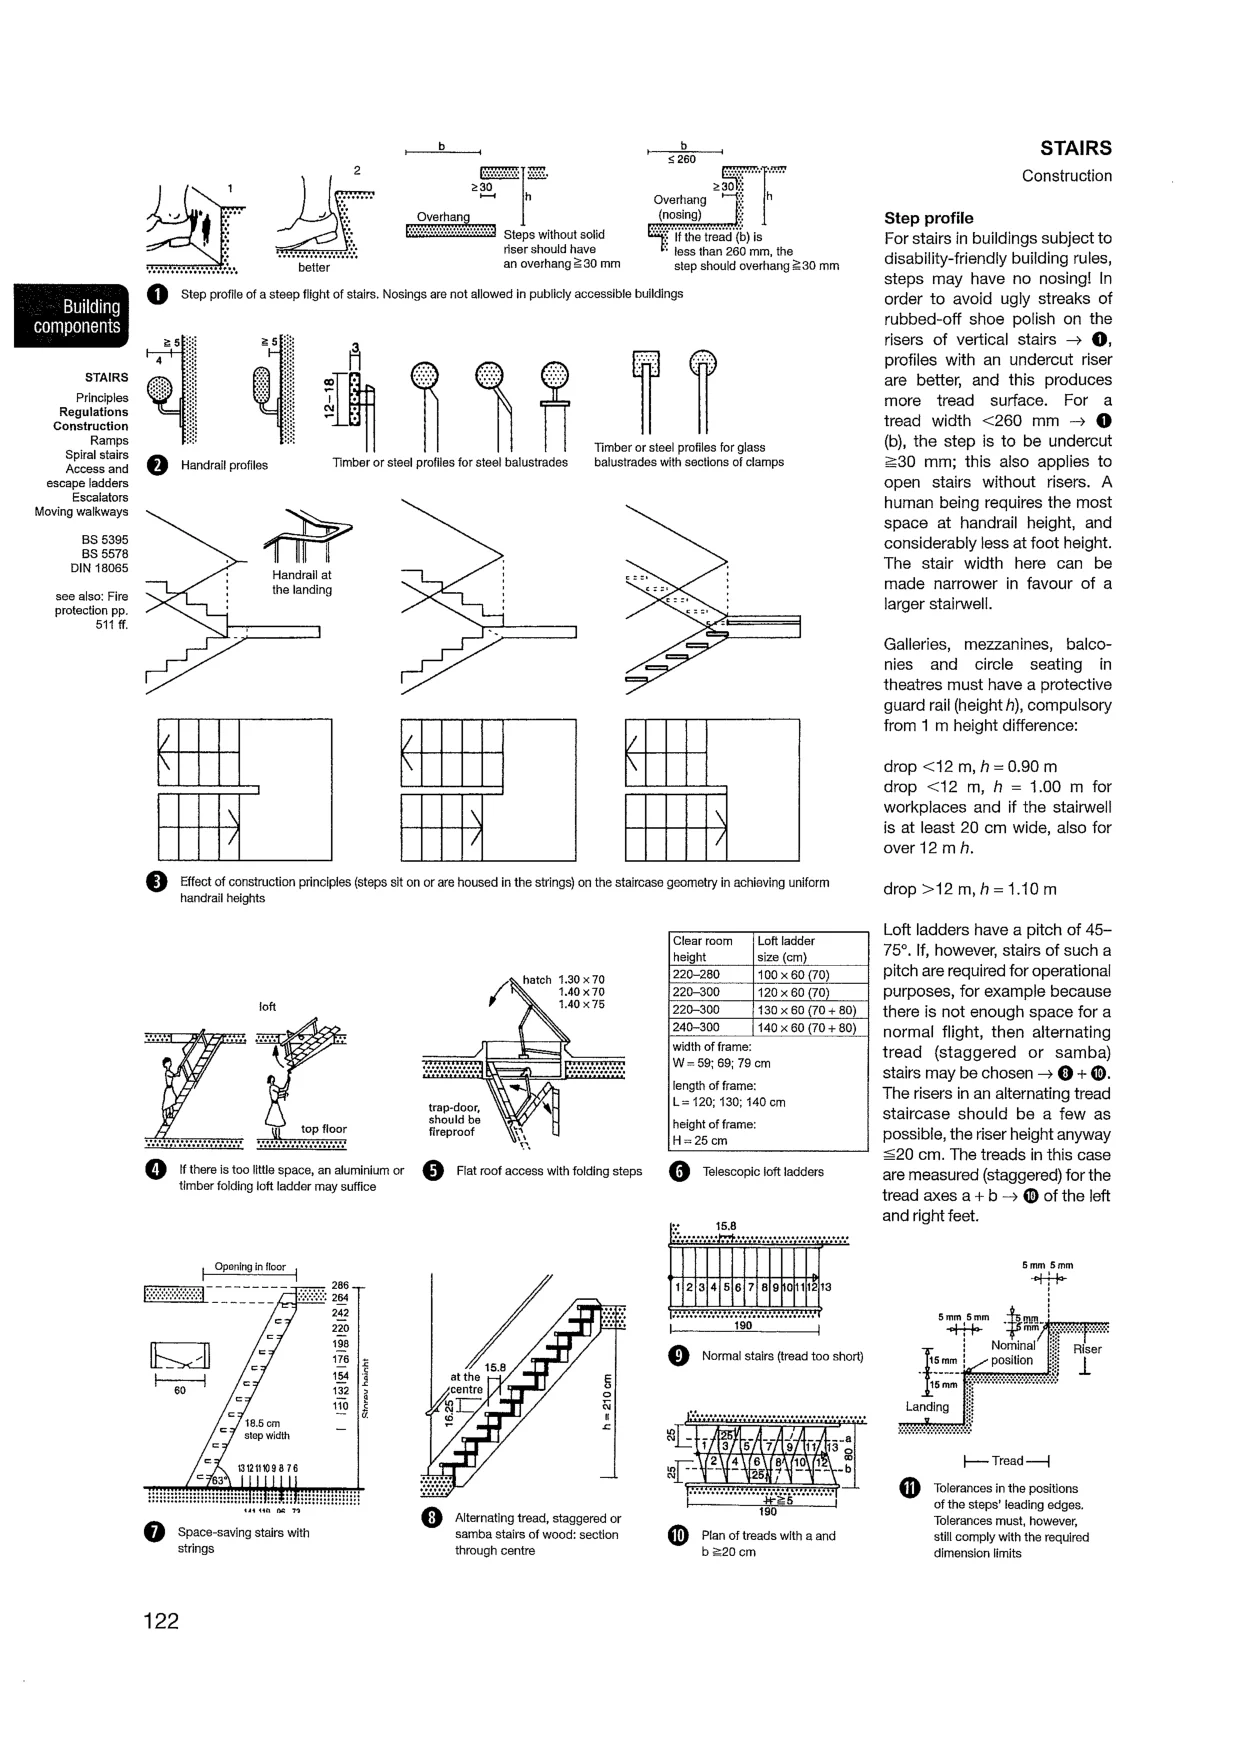 STAIRS
Construction
Building
components
STAIRS
Principles
Regulations
Construction
Ramps
Spiral stairs
Access and
escape ladders
Escalators
Moving walkways
BS 5395
BS 5578
DIN 18065
see also: Fire
protection pp.
511 ff.
1
2
better
b
≥30
h
Overhang
Steps without solid
riser should have
an overhang ≧30 mm
b
≤ 260
≥30
h
Overhang
(nosing)
If the tread (b) is
less than 260 mm, the
step should overhang ≧30 mm
1 Step profile of a steep flight of stairs. Nosings are not allowed in publicly accessible buildings
≧ 5
4
≧ 5
3
12–18
2 Handrail profiles
Timber or steel profiles for steel balustrades
Timber or steel profiles for glass
balustrades with sections of clamps
Handrail at
the landing
3 Effect of construction principles (steps sit on or are housed in the strings) on the staircase geometry in achieving uniform
handrail heights
loft
top floor
4 If there is too little space, an aluminium or
timber folding loft ladder may suffice
hatch 1.30 x 70
1.40 x 70
1.40 x 75
trap-door,
should be
fireproof
5 Flat roof access with folding steps
Clear room height | Loft ladder size (cm)
220–280 | 100 x 60 (70)
220–300 | 120 x 60 (70)
220–300 | 130 x 60 (70 + 80)
240–300 | 140 x 60 (70 + 80)
width of frame:
W = 59; 69; 79 cm
length of frame:
L = 120; 130; 140 cm
height of frame:
H = 25 cm
6 Telescopic loft ladders
Opening in floor
286
264
242
220
198
176
154
132
110
60
18.5 cm
step width
63°
13 12 11 10 9 8 7 6
7 Space-saving stairs with
strings
at the
centre
15.8
16.25
h = 210 cm
8 Alternating tread, staggered or
samba stairs of wood: section
through centre
15.8
1 2 3 4 5 6 7 8 9 10 11 12 13
190
9 Normal stairs (tread too short)
25
25
25
25
1 3 5 7 9 11 13
2 4 6 8 10 12
a
b
80
≧5
190
10 Plan of treads with a and
b ≧20 cm
Step profile
For stairs in buildings subject to
disability-friendly building rules,
steps may have no nosing! In
order to avoid ugly streaks of
rubbed-off shoe polish on the
risers of vertical stairs → 1,
profiles with an undercut riser
are better, and this produces
more tread surface. For a
tread width <260 mm → 1
(b), the step is to be undercut
≧30 mm; this also applies to
open stairs without risers. A
human being requires the most
space at handrail height, and
considerably less at foot height.
The stair width here can be
made narrower in favour of a
larger stairwell.
Galleries, mezzanines, balco-
nies and circle seating in
theatres must have a protective
guard rail (height h), compulsory
from 1 m height difference:
drop <12 m, h = 0.90 m
drop <12 m, h = 1.00 m for
workplaces and if the stairwell
is at least 20 cm wide, also for
over 12 m h.
drop >12 m, h = 1.10 m
Loft ladders have a pitch of 45–
75°. If, however, stairs of such a
pitch are required for operational
purposes, for example because
there is not enough space for a
normal flight, then alternating
tread (staggered or samba)
stairs may be chosen → 8 + 10.
The risers in an alternating tread
staircase should be a few as
possible, the riser height anyway
≦20 cm. The treads in this case
are measured (staggered) for the
tread axes a + b → 10 of the left
and right feet.
5 mm 5 mm
5 mm 5 mm
5 mm
5 mm
Nominal
position
Riser
15 mm
15 mm
Landing
Tread
11 Tolerances in the positions
of the steps' leading edges.
Tolerances must, however,
still comply with the required
dimension limits
122